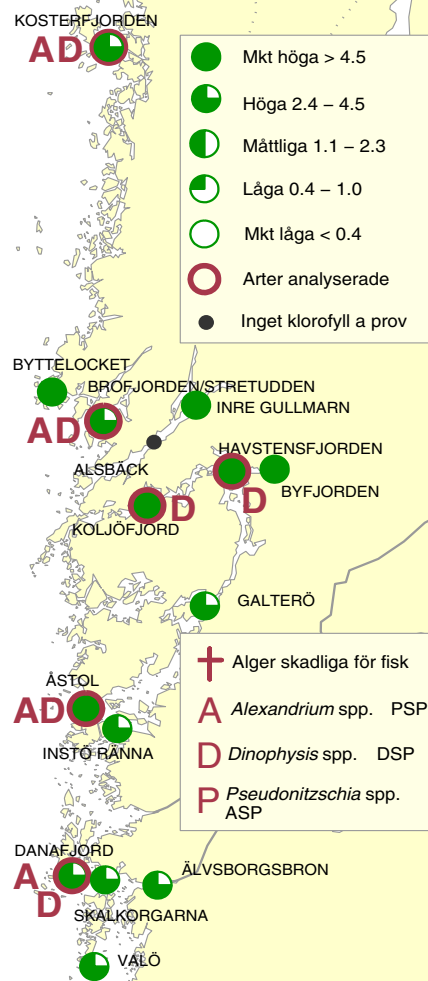 KOSTERFJORDEN
AD
Mkt höga > 4.5
Höga 2.4 – 4.5
Måttliga 1.1 – 2.3
Låga 0.4 – 1.0
Mkt låga < 0.4
Arter analyserade
Inget klorofyll a prov
BYTTELOCKET
BROFJORDEN/STRETUDDEN
INRE GULLMARN
AD
ALSBÄCK
HAVSTENSFJORDEN
BYFJORDEN
D
D
KOLJÖFJORD
GALTERÖ
Alger skadliga för fisk
ÅSTOL
AD
A Alexandrium spp. PSP
INSTÖ RÄNNA
D Dinophysis spp. DSP
P Pseudonitzschia spp.
ASP
DANAFJORD
ÄLVSBORGSBRON
A
D
SKALKORGARNA
VALÖ